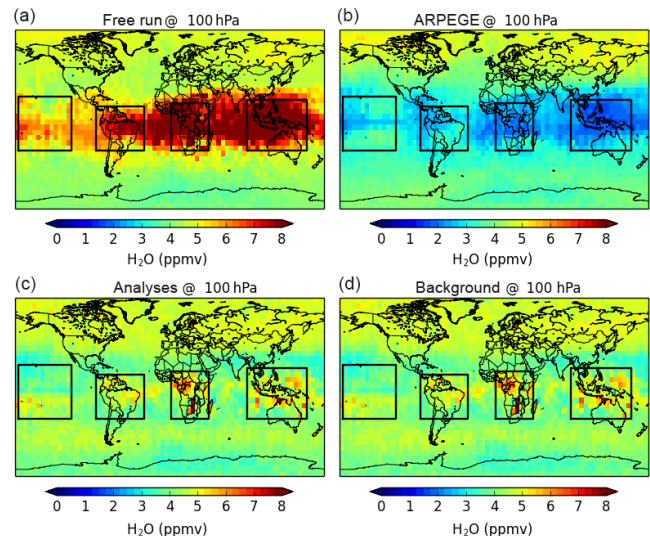 (a) Free run @ 100 hPa
(b) ARPEGE @ 100 hPa
0 1 2 3 4 5 6 7 8
H₂O (ppmv)
0 1 2 3 4 5 6 7 8
H₂O (ppmv)
(c) Analyses @ 100 hPa
(d) Background @ 100 hPa
0 1 2 3 4 5 6 7 8
H₂O (ppmv)
0 1 2 3 4 5 6 7 8
H₂O (ppmv)